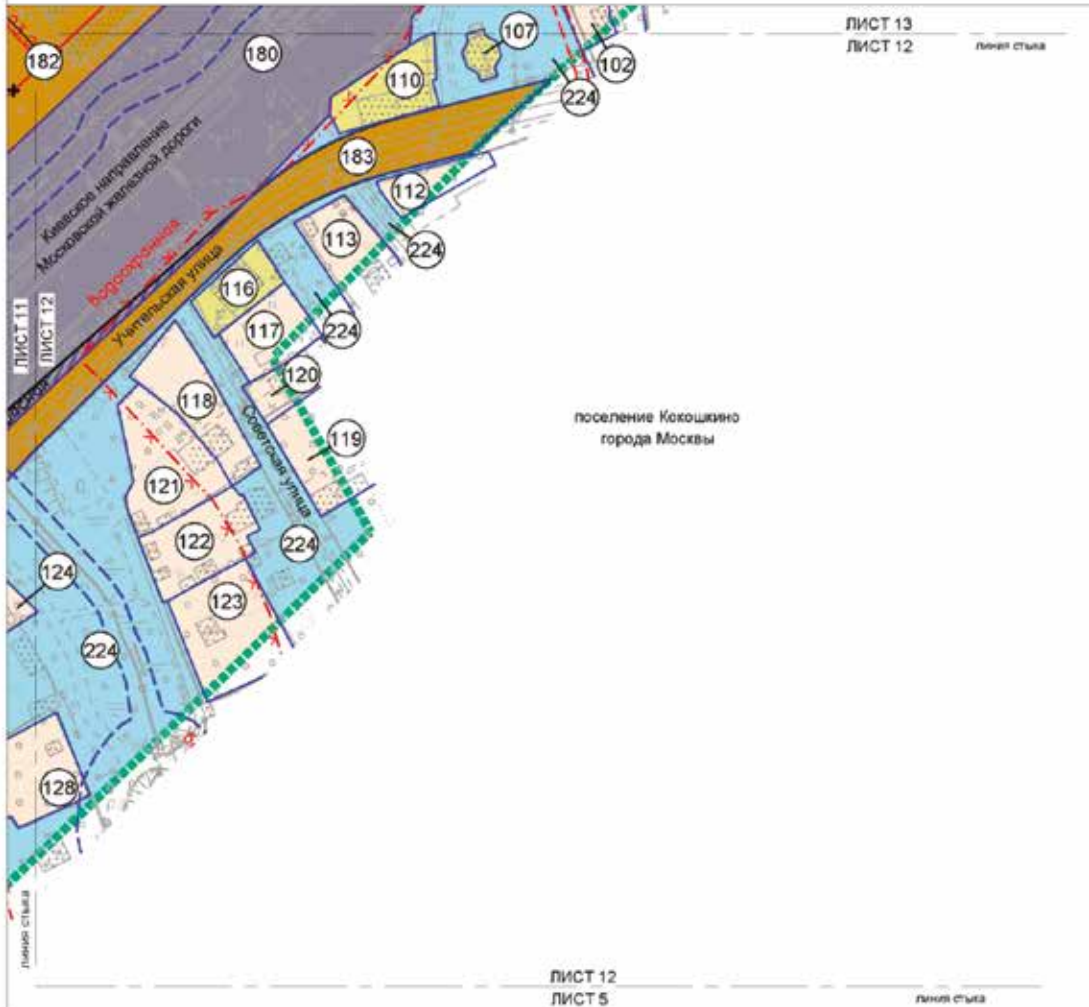 ЛИСТ 13
ЛИСТ 12
линия стыка
182
180
107
102
110
224
183
112
Киевское направление
Московской железной дороги
113
224
водоохранная
Учительская улица
116
224
117
ЛИСТ 11
ЛИСТ 12
120
118
Советская улица
119
поселение Кокошкино
города Москвы
121
122
224
124
123
224
128
линия стыка
ЛИСТ 12
ЛИСТ 5
линия стыка